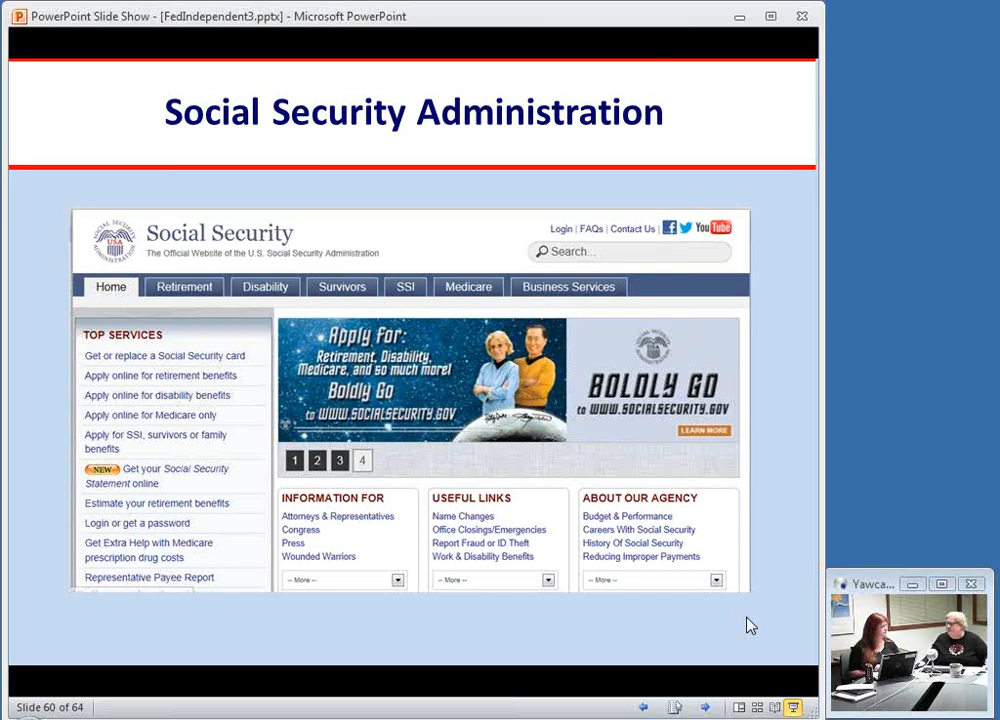 PowerPoint Slide Show - [FedIndependent3.pptx] - Microsoft PowerPoint
Social Security Administration
Social Security
The Official Website of the U.S. Social Security Administration
Login | FAQs | Contact Us |
You Tube
Search...
SOCIAL SECURITY ADMINISTRATION
USA
Home
Retirement
Disability
Survivors
SSI
Medicare
Business Services
TOP SERVICES
Get or replace a Social Security card
Apply online for retirement benefits
Apply online for disability benefits
Apply online for Medicare only
Apply for SSI, survivors or family
benefits
NEW Get your Social Security
Statement online
Estimate your retirement benefits
Login or get a password
Get Extra Help with Medicare
prescription drug costs
Representative Payee Report
Apply For:
Retirement, Disability,
Medicare, and so much more!
Boldly Go
to WWW.SOCIALSECURITY.GOV
USA
BOLDLY GO
to WWW.SOCIALSECURITY.GOV
LEARN MORE
1 2 3 4
INFORMATION FOR
Attorneys & Representatives
Congress
Press
Wounded Warriors
-- More --
USEFUL LINKS
Name Changes
Office Closings/Emergencies
Report Fraud or ID Theft
Work & Disability Benefits
-- More --
ABOUT OUR AGENCY
Budget & Performance
Careers With Social Security
History Of Social Security
Reducing Improper Payments
-- More --
Yawca...
Slide 60 of 64